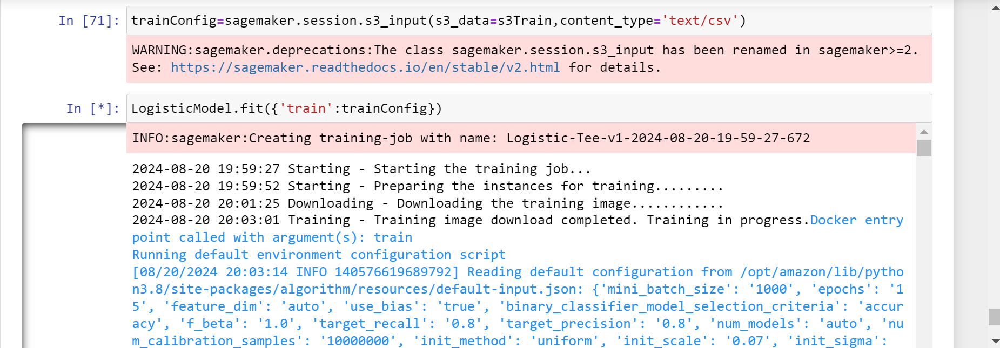 In [71]: trainConfig=sagemaker.session.s3_input(s3_data=s3Train,content_type='text/csv')
WARNING:sagemaker.deprecations:The class sagemaker.session.s3_input has been renamed in sagemaker>=2.
See: https://sagemaker.readthedocs.io/en/stable/v2.html for details.
In [*]: LogisticModel.fit({'train':trainConfig})
INFO:sagemaker:Creating training-job with name: Logistic-Tee-v1-2024-08-20-19-59-27-672
2024-08-20 19:59:27 Starting - Starting the training job...
2024-08-20 19:59:52 Starting - Preparing the instances for training.........
2024-08-20 20:01:25 Downloading - Downloading the training image............
2024-08-20 20:03:01 Training - Training image download completed. Training in progress.Docker entry
point called with argument(s): train
Running default environment configuration script
[08/20/2024 20:03:14 INFO 140576619689792] Reading default configuration from /opt/amazon/lib/pytho
n3.8/site-packages/algorithm/resources/default-input.json: {'mini_batch_size': '1000', 'epochs': '1
5', 'feature_dim': 'auto', 'use_bias': 'true', 'binary_classifier_model_selection_criteria': 'accur
acy', 'f_beta': '1.0', 'target_recall': '0.8', 'target_precision': '0.8', 'num_models': 'auto', 'nu
m_calibration_samples': '10000000', 'init_method': 'uniform', 'init_scale': '0.07', 'init_sigma':